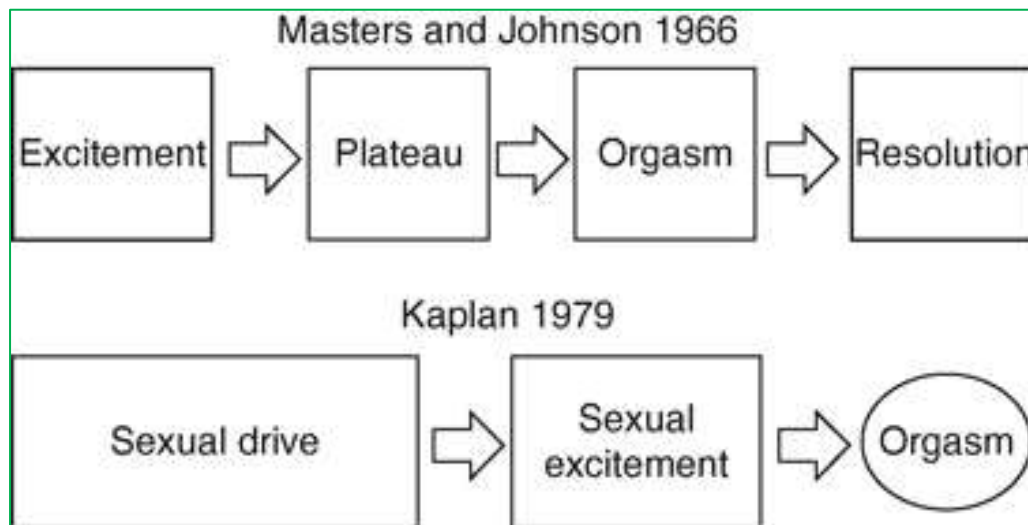 Masters and Johnson 1966
Excitement
Plateau
Orgasm
Resolution
Kaplan 1979
Sexual drive
Sexual
excitement
Orgasm